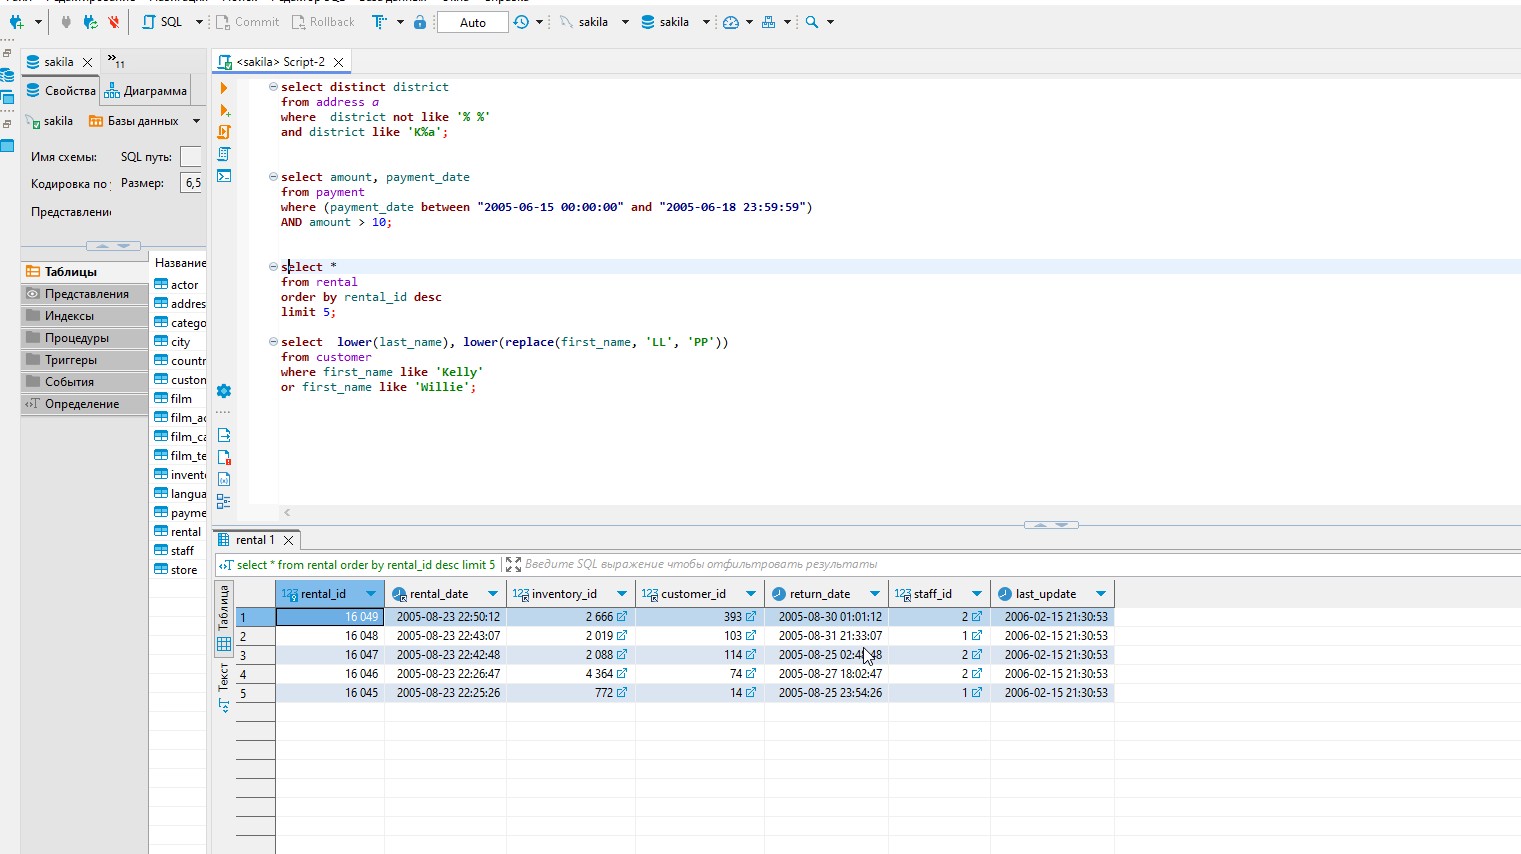 SQL
Commit
Rollback
Auto
sakila
sakila
sakila
11
<sakila> Script-2
Свойства
Диаграмма
sakila
Базы данных
Имя схемы:
SQL путь:
Кодировка по
Размер:
6,5
Название
Таблицы
Представления
Индексы
Процедуры
Триггеры
События
Определение
actor
addres
catego
city
countr
custon
film
film_ac
film_ca
film_te
invent
langua
payme
rental
staff
store
select distinct district
from address a
where district not like '% %'
and district like 'K%a';
select amount, payment_date
from payment
where (payment_date between "2005-06-15 00:00:00" and "2005-06-18 23:59:59")
AND amount > 10;
select *
from rental
order by rental_id desc
limit 5;
select lower(last_name), lower(replace(first_name, 'LL', 'PP'))
from customer
where first_name like 'Kelly'
or first_name like 'Willie';
rental 1
select * from rental order by rental_id desc limit 5
Введите SQL выражение чтобы отфильтровать результаты
Таблица
Текст
rental_id rental_date inventory_id customer_id return_date staff_id last_update
1 16 049 2005-08-23 22:50:12 2 666 393 2005-08-30 01:01:12 2 2006-02-15 21:30:53
2 16 048 2005-08-23 22:43:07 2 019 103 2005-08-31 21:33:07 1 2006-02-15 21:30:53
3 16 047 2005-08-23 22:42:48 2 088 114 2005-08-25 2 2006-02-15 21:30:53
4 16 046 2005-08-23 22:26:47 4 364 74 2005-08-27 18:02:47 2 2006-02-15 21:30:53
5 16 045 2005-08-23 22:25:26 772 14 2005-08-25 23:54:26 1 2006-02-15 21:30:53